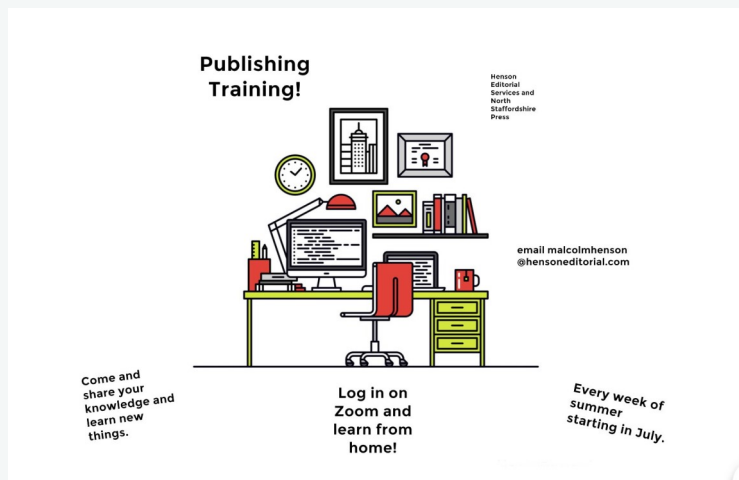 Publishing
Training!
Henson
Editorial
Services and
North
Staffordshire
Press
email malcolmhenson
@hensoneditorial.com
Come and
share your
knowledge and
learn new
things.
Log in on
Zoom and
learn from
home!
Every week of
summer
starting in July.